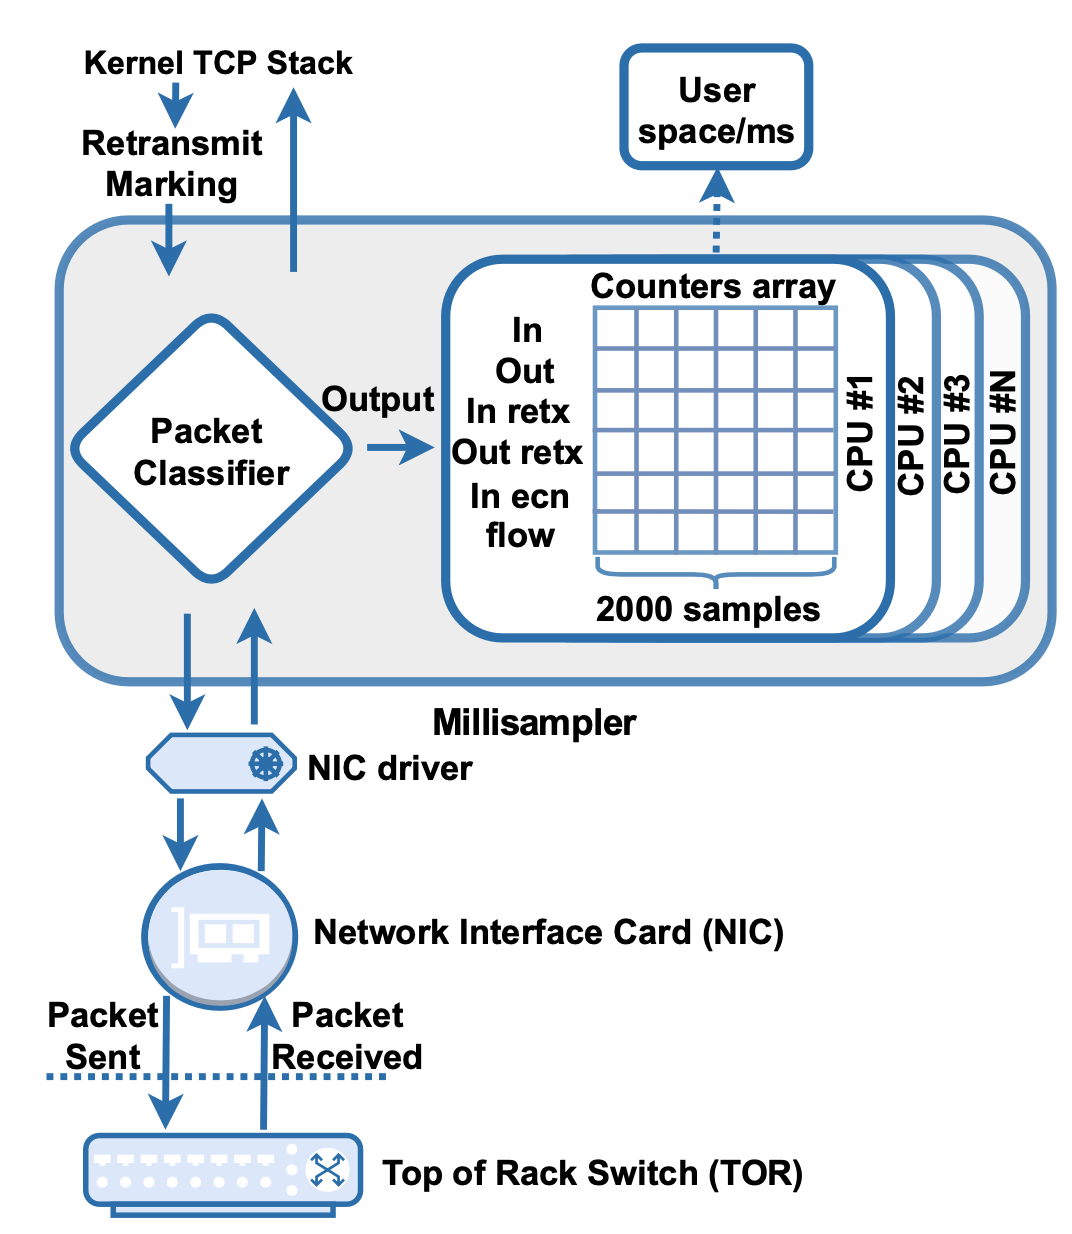 Kernel TCP Stack
Retransmit
Marking
User
space/ms
Counters array
In
Out
In retx
Out retx
In ecn
flow
CPU #1
CPU #2
CPU #3
CPU #N
2000 samples
Output
Packet
Classifier
Millisampler
NIC driver
Network Interface Card (NIC)
Packet
Sent
Packet
Received
Top of Rack Switch (TOR)